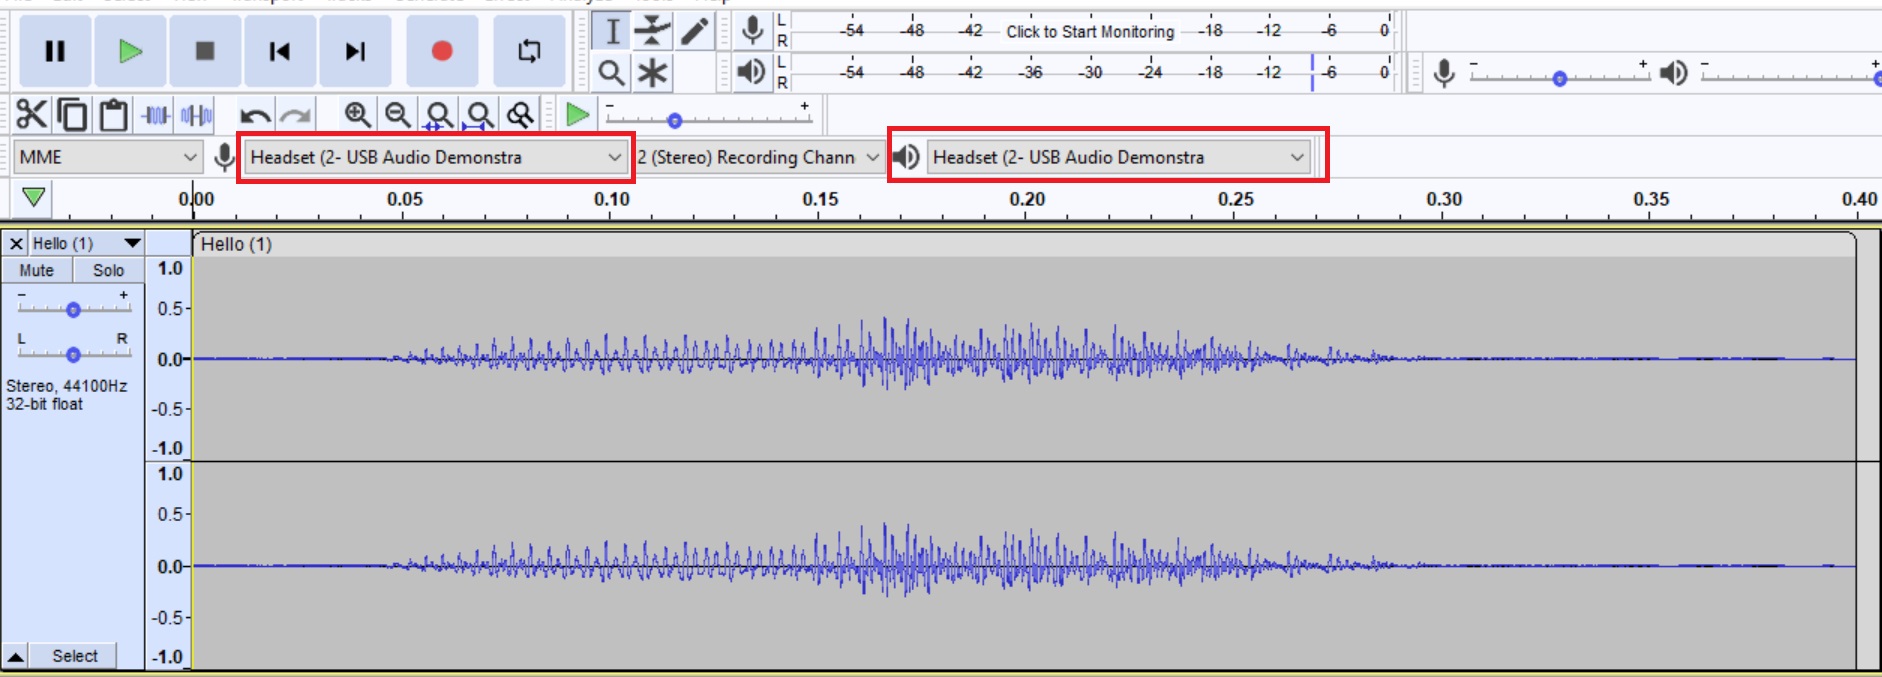 L
R
-54 -48 -42 Click to Start Monitoring -18 -12 -6 0
L
R
-54 -48 -42 -36 -30 -24 -18 -12 -6 0
- +
- +
- +
MME
Headset (2- USB Audio Demonstra
2 (Stereo) Recording Chann
Headset (2- USB Audio Demonstra
0.00 0.05 0.10 0.15 0.20 0.25 0.30 0.35 0.40
Hello (1)
Hello (1)
Mute Solo
- +
L R
Stereo, 44100Hz
32-bit float
1.0
0.5
0.0
-0.5
-1.0
1.0
0.5
0.0
-0.5
-1.0
Select